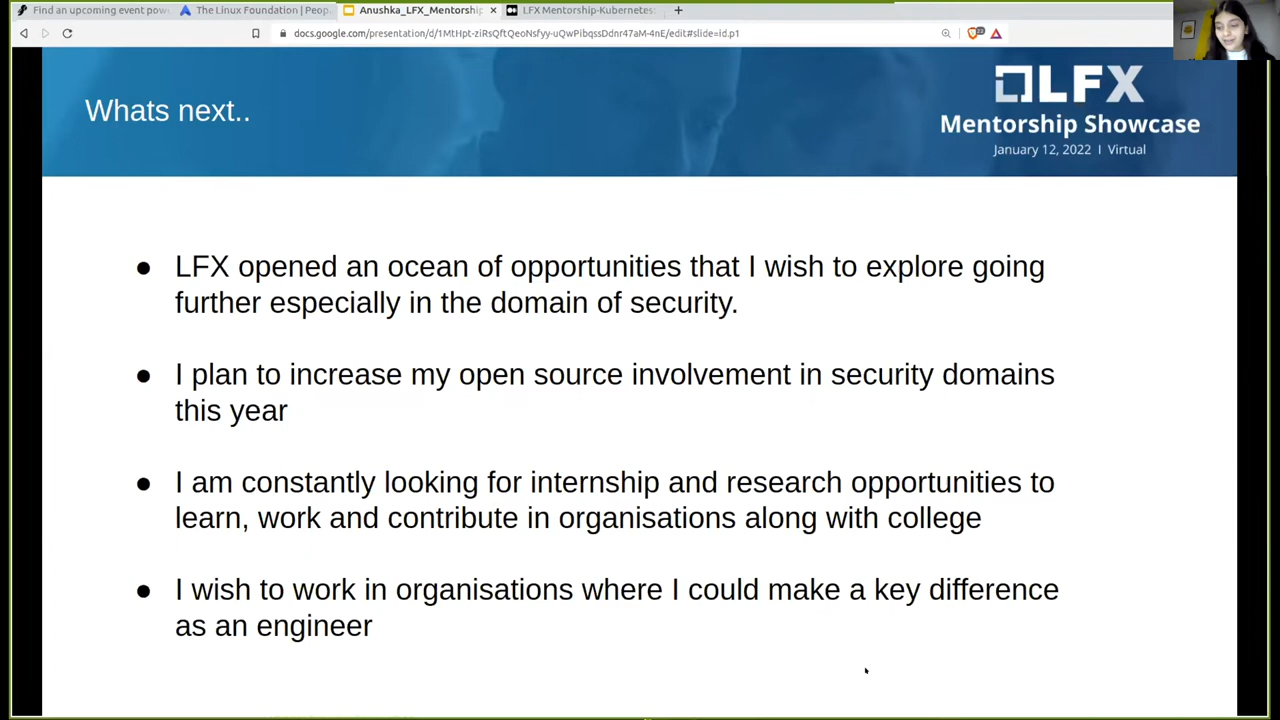 Find an upcoming event pow
The Linux Foundation | Peop
Anushka_LFX_Mentorship
LFX Mentorship-Kubernetes
docs.google.com/presentation/d/1MtHpt-ziRsQftQeoNsfyy-uQwPibqssDdnr47aM-4nE/edit#slide=id.p1
Whats next..
LFX
Mentorship Showcase
January 12, 2022 | Virtual
● LFX opened an ocean of opportunities that I wish to explore going
further especially in the domain of security.
● I plan to increase my open source involvement in security domains
this year
● I am constantly looking for internship and research opportunities to
learn, work and contribute in organisations along with college
● I wish to work in organisations where I could make a key difference
as an engineer